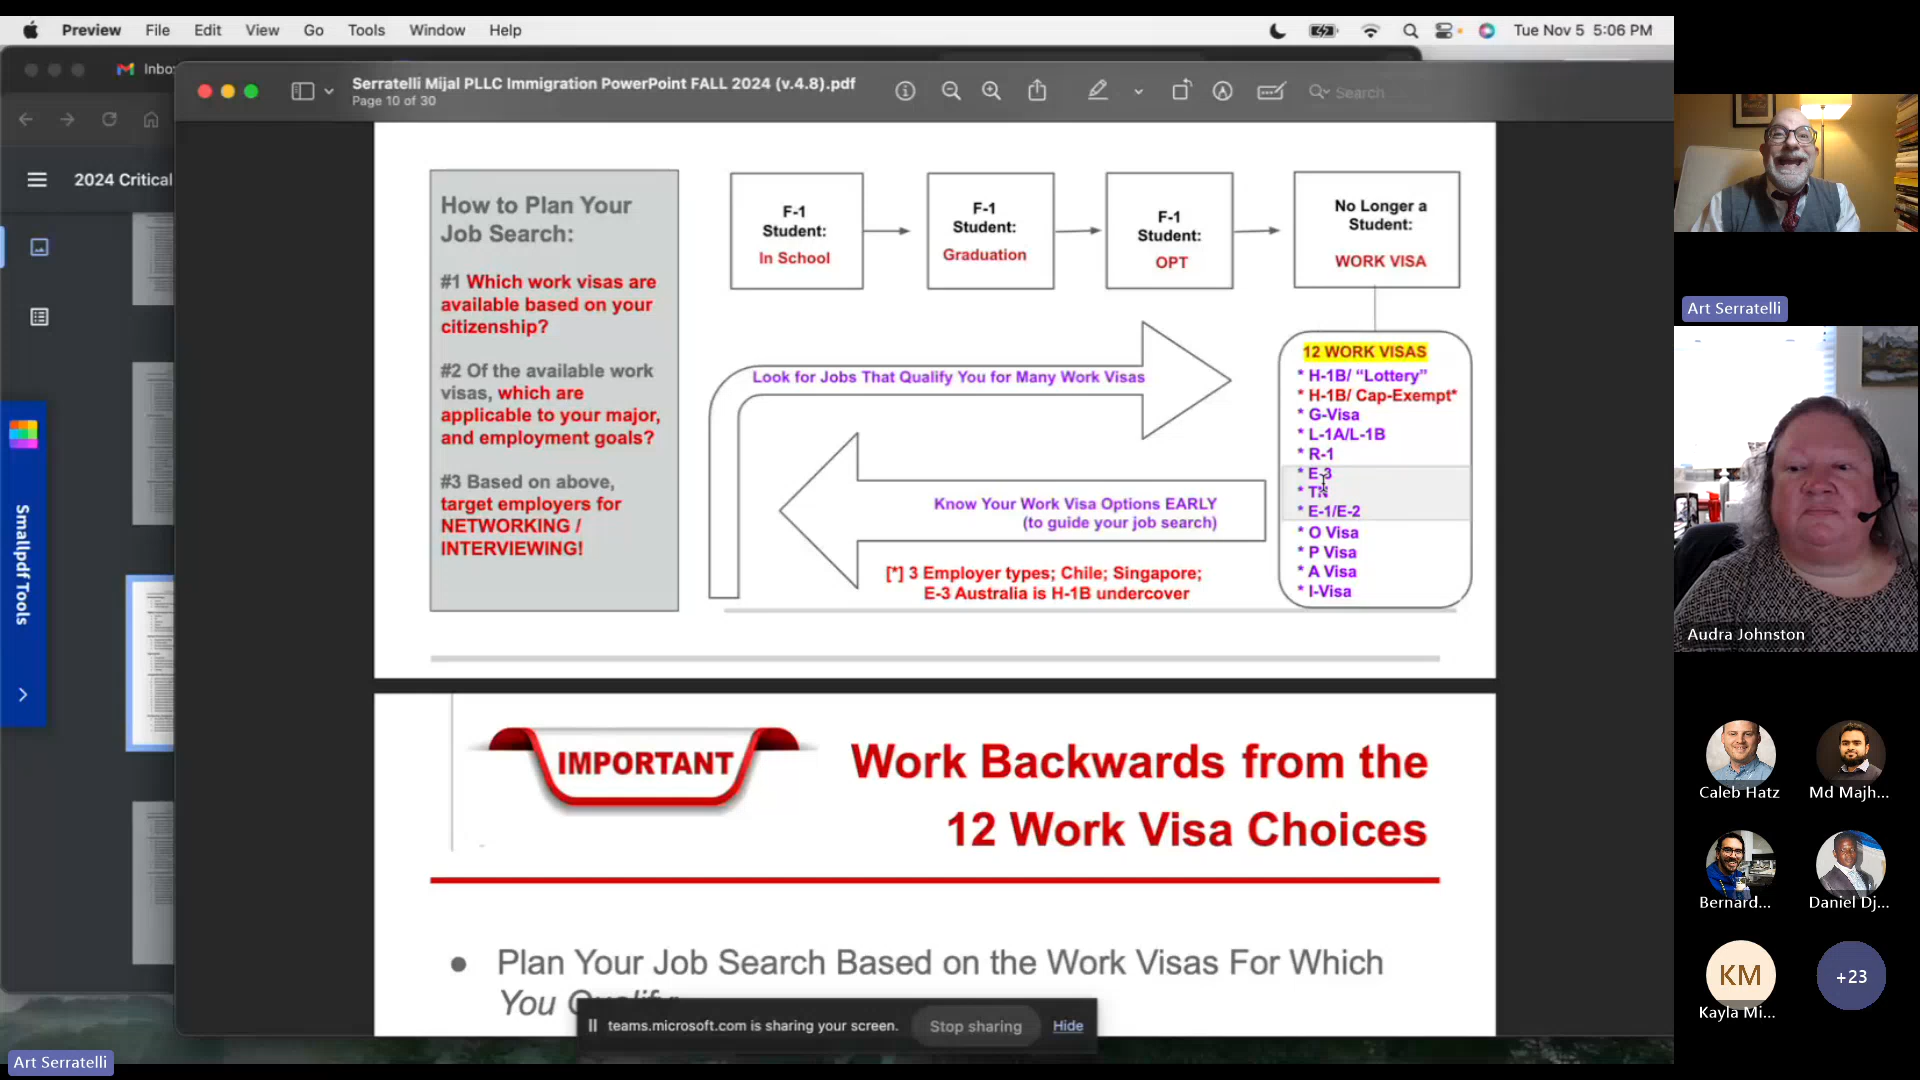 Preview File Edit View Go Tools Window Help
Tue Nov 5 5:06 PM
Inbo
Serratelli Mijal PLLC Immigration PowerPoint FALL 2024 (v.4.8).pdf
Page 10 of 30
Search
2024 Critical
Smallpdf Tools
How to Plan Your
Job Search:
#1 Which work visas are
available based on your
citizenship?
#2 Of the available work
visas, which are
applicable to your major,
and employment goals?
#3 Based on above,
target employers for
NETWORKING /
INTERVIEWING!
F-1
Student:
In School
F-1
Student:
Graduation
F-1
Student:
OPT
No Longer a
Student:
WORK VISA
Look for Jobs That Qualify You for Many Work Visas
Know Your Work Visa Options EARLY
(to guide your job search)
[*] 3 Employer types; Chile; Singapore;
E-3 Australia is H-1B undercover
12 WORK VISAS
* H-1B/ “Lottery”
* H-1B/ Cap-Exempt*
* G-Visa
* L-1A/L-1B
* R-1
* E-3
* TN
* E-1/E-2
* O Visa
* P Visa
* A Visa
* I-Visa
IMPORTANT
Work Backwards from the
12 Work Visa Choices
● Plan Your Job Search Based on the Work Visas For Which
You Qualify
teams.microsoft.com is sharing your screen. Stop sharing Hide
Art Serratelli
Art Serratelli
Audra Johnston
Caleb Hatz
Md Majh...
Bernard...
Daniel Dj...
KM
Kayla Mi...
+23